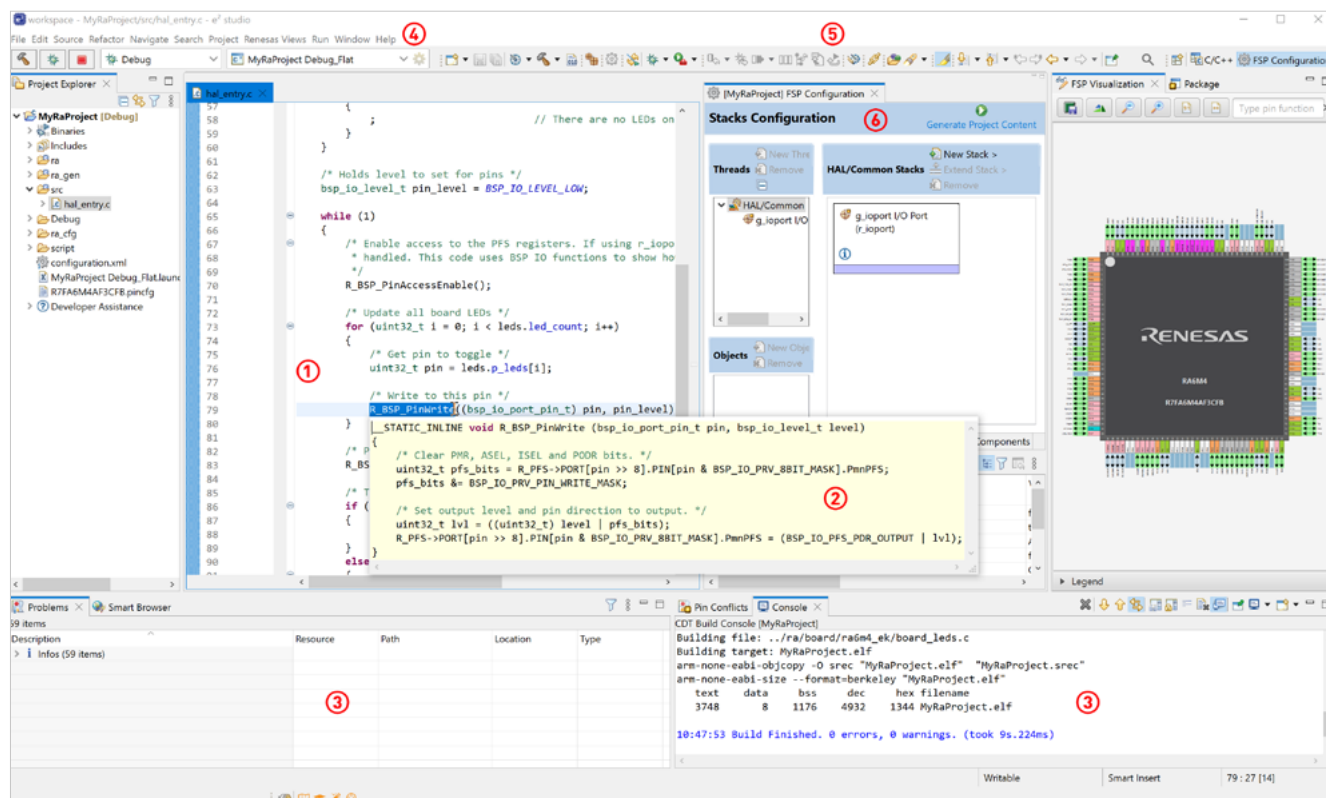 workspace - MyRaProject/src/hal_entry.c - e² studio
File Edit Source Refactor Navigate Search Project Renesas Views Run Window Help
④
⑤
Debug
MyRaProject Debug_Flat
C/C++
FSP Configuration
Project Explorer
MyRaProject [Debug]
Binaries
Includes
ra
ra_gen
src
hal_entry.c
Debug
ra_cfg
script
configuration.xml
MyRaProject Debug_Flat.launc
R7FA6M4AF3CFB.pincfg
Developer Assistance
hal_entry.c
57 {
58 ; // There are no LEDs on
59 }
60 }
61
62 /* Holds level to set for pins */
63 bsp_io_level_t pin_level = BSP_IO_LEVEL_LOW;
64
65 while (1)
66 {
67 /* Enable access to the PFS registers. If using r_iopo
68 * handled. This code uses BSP IO functions to show ho
69 */
70 R_BSP_PinAccessEnable();
71
72 /* Update all board LEDs */
73 for (uint32_t i = 0; i < leds.led_count; i++)
74 {
75 /* Get pin to toggle */
76 uint32_t pin = leds.p_leds[i];
77
78 /* Write to this pin */
79 R_BSP_PinWrite((bsp_io_port_pin_t) pin, pin_level)
80 }
81
82 /* P
83 R_BS
84
85 /* T
86 if (
87 {
88
89 }
90 else
①
__STATIC_INLINE void R_BSP_PinWrite (bsp_io_port_pin_t pin, bsp_io_level_t level)
{
/* Clear PMR, ASEL, ISEL and PODR bits. */
uint32_t pfs_bits = R_PFS->PORT[pin >> 8].PIN[pin & BSP_IO_PRV_8BIT_MASK].PmnPFS;
pfs_bits &= BSP_IO_PRV_PIN_WRITE_MASK;
②
/* Set output level and pin direction to output. */
uint32_t lvl = ((uint32_t) level | pfs_bits);
R_PFS->PORT[pin >> 8].PIN[pin & BSP_IO_PRV_8BIT_MASK].PmnPFS = (BSP_IO_PFS_PDR_OUTPUT | lvl);
}
[MyRaProject] FSP Configuration
Stacks Configuration
⑥
Generate Project Content
Threads
New Thre
Remove
HAL/Common Stacks
New Stack >
Extend Stack >
Remove
HAL/Common
g_ioport I/O
g_ioport I/O Port
(r_ioport)
Objects
New Obje
Remove
Components
FSP Visualization
Package
Type pin function
RENESAS
RA6M4
R7FA6M4AF3CFB
Legend
Problems
Smart Browser
59 items
Description Resource Path Location Type
Infos (59 items)
③
Pin Conflicts
Console
CDT Build Console [MyRaProject]
Building file: ../ra/board/ra6m4_ek/board_leds.c
Building target: MyRaProject.elf
arm-none-eabi-objcopy -O srec "MyRaProject.elf" "MyRaProject.srec"
arm-none-eabi-size --format=berkeley "MyRaProject.elf"
text data bss dec hex filename
3748 8 1176 4932 1344 MyRaProject.elf
③
10:47:53 Build Finished. 0 errors, 0 warnings. (took 9s.224ms)
Writable
Smart Insert
79 : 27 [14]